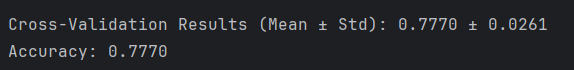 Cross-Validation Results (Mean ± Std): 0.7770 ± 0.0261
Accuracy: 0.7770